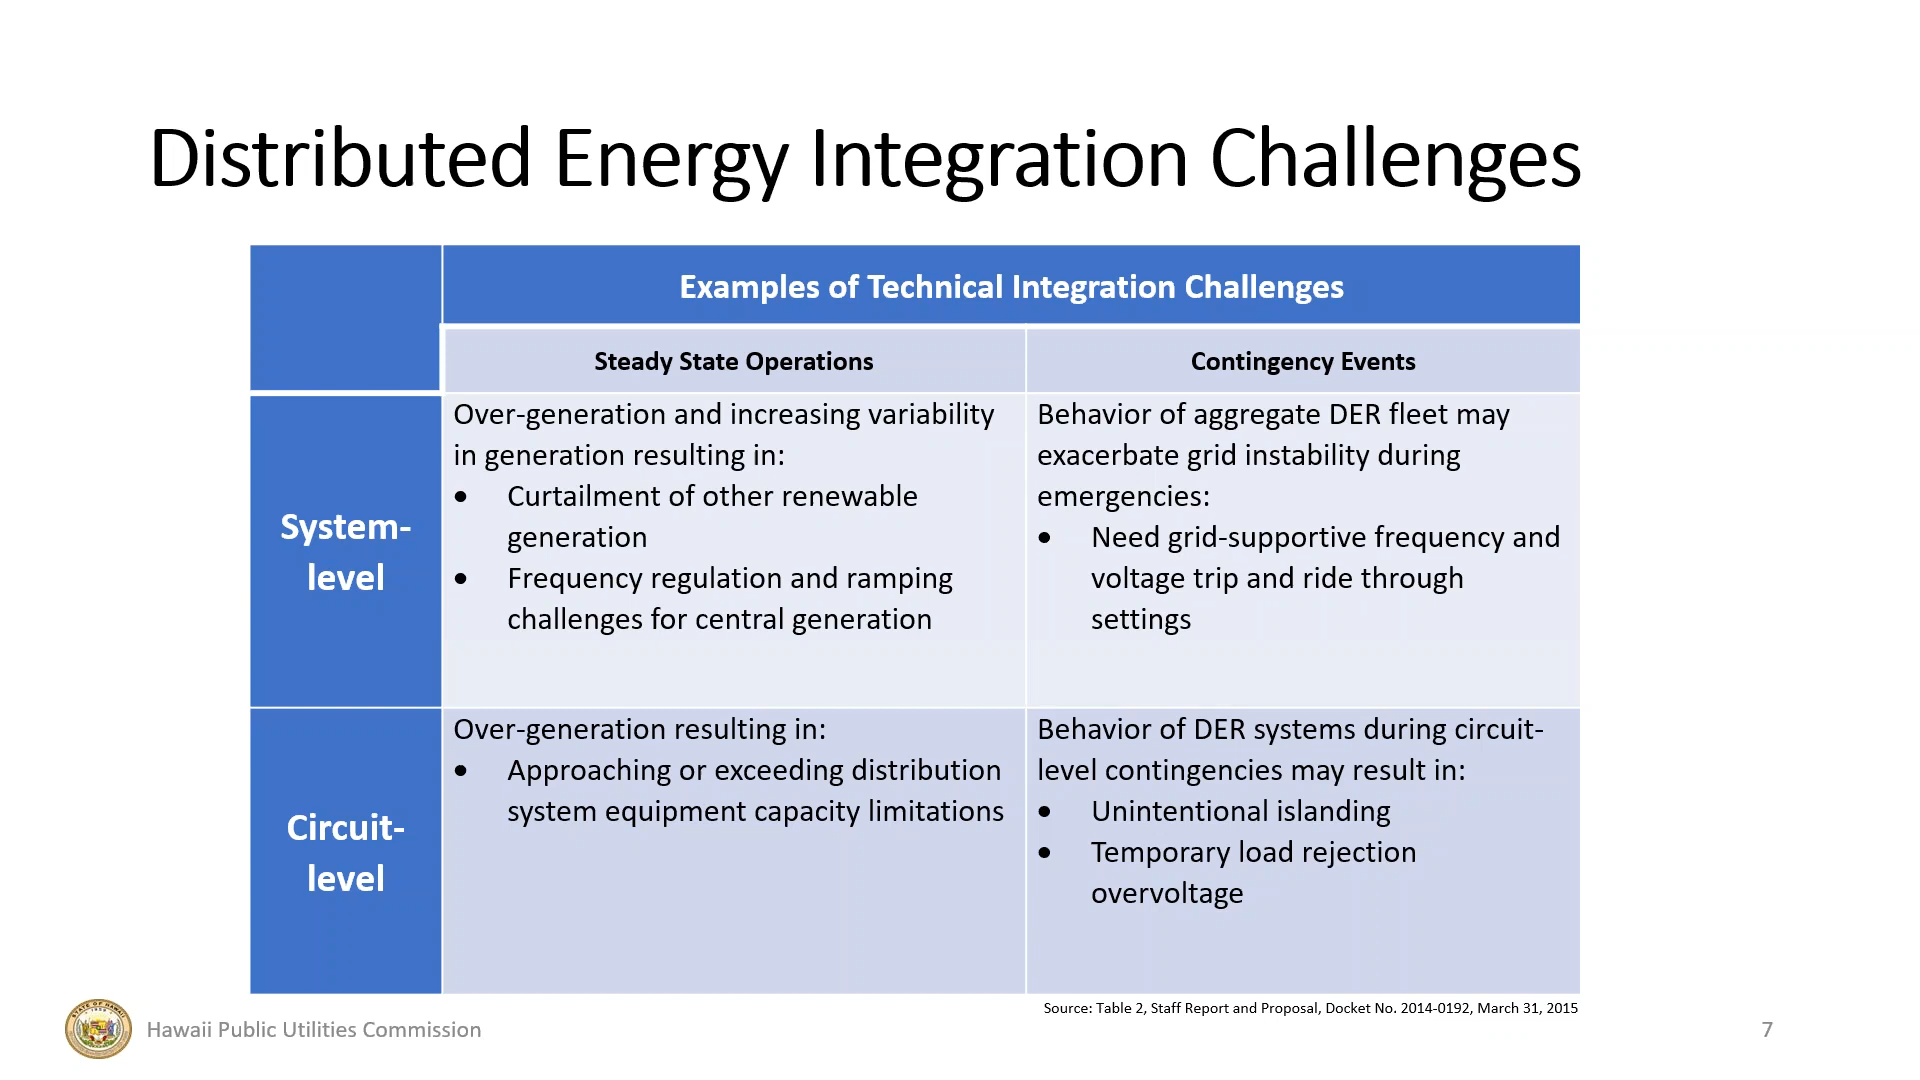 Distributed Energy Integration Challenges
Examples of Technical Integration Challenges
Steady State Operations
Contingency Events
System-
level
Over-generation and increasing variability
in generation resulting in:
• Curtailment of other renewable
generation
• Frequency regulation and ramping
challenges for central generation
Behavior of aggregate DER fleet may
exacerbate grid instability during
emergencies:
• Need grid-supportive frequency and
voltage trip and ride through
settings
Circuit-
level
Over-generation resulting in:
• Approaching or exceeding distribution
system equipment capacity limitations
Behavior of DER systems during circuit-
level contingencies may result in:
• Unintentional islanding
• Temporary load rejection
overvoltage
Source: Table 2, Staff Report and Proposal, Docket No. 2014-0192, March 31, 2015
STATE OF HAWAII
Hawaii Public Utilities Commission
7